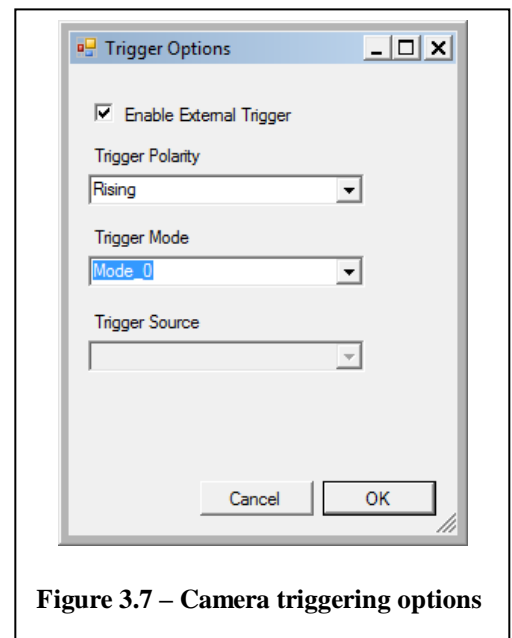 Trigger Options
Enable External Trigger
Trigger Polarity
Rising
Trigger Mode
Mode_0
Trigger Source
Cancel OK
Figure 3.7 – Camera triggering options